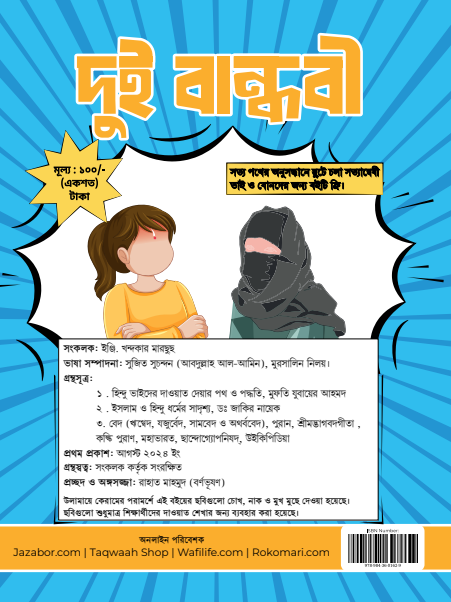 দুই বান্ধবী
মূল্য : ১০০/-
(একশত)
টাকা
সত্য পথের অনুসন্ধানে ছুটে চলা সত্যান্বেষী
ভাই ও বোনদের জন্য বইটি ফ্রি।
সংকলক: ইঞ্জি. খন্দকার মারছুছ
ভাষা সম্পাদনা: সুজিত সুচন্দন (আবদুল্লাহ আল-আমিন), মুরসালিন নিলয়।
গ্রন্থসূত্র:
১ . হিন্দু ভাইদের দাওয়াত দেয়ার পথ ও পদ্ধতি, মুফতি যুবায়ের আহমদ
২ . ইসলাম ও হিন্দু ধর্মের সাদৃশ্য, ডঃ জাকির নায়েক
৩. বেদ (ঋগ্বেদ, যজুর্বেদ, সামবেদ ও অথর্ববেদ), পুরান, শ্রীমদ্ভাগবদগীতা ,
কল্কি পুরাণ, মহাভারত, ছান্দোগ্যোপনিষদ, উইকিপিডিয়া
প্রথম প্রকাশ: আগস্ট ২০২৪ ইং
গ্রন্থস্বত্ব: সংকলক কর্তৃক সংরক্ষিত
প্রচ্ছদ ও অঙ্গসজ্জা: রাহাত মাহমুদ (বর্ণভূষণ)
উলামায়ে কেরামের পরামর্শে এই বইয়ের ছবিগুলো চোখ, নাক ও মুখ মুছে দেওয়া হয়েছে।
ছবিগুলো শুধুমাত্র শিক্ষার্থীদের দাওয়াত শেখার জন্য ব্যবহার করা হয়েছে।
অনলাইন পরিবেশক
Jazabor.com | Taqwaah Shop | Wafilife.com | Rokomari.com
ISBN Number: